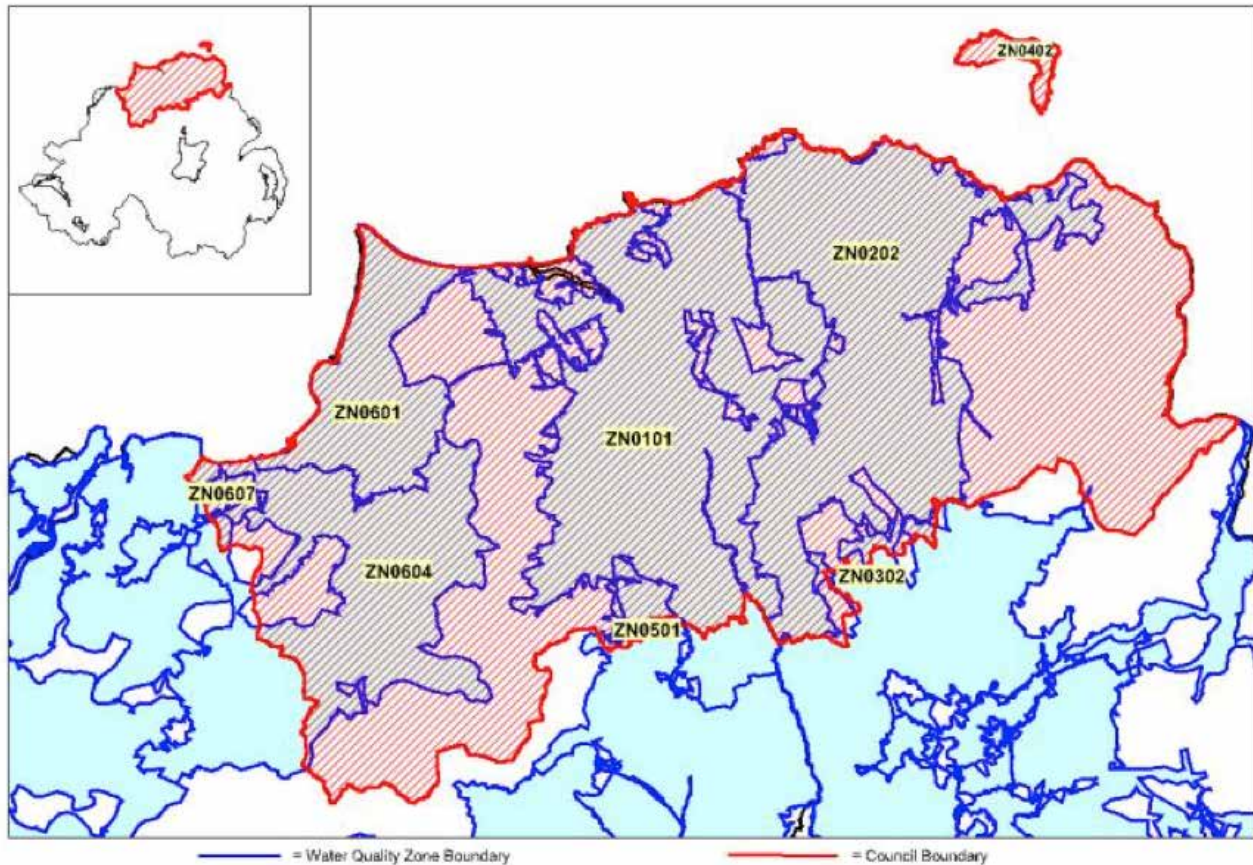 ZN0402
ZN0202
ZN0601
ZN0101
ZN0607
ZN0604
ZN0302
ZN0501
= Water Quality Zone Boundary
= Council Boundary